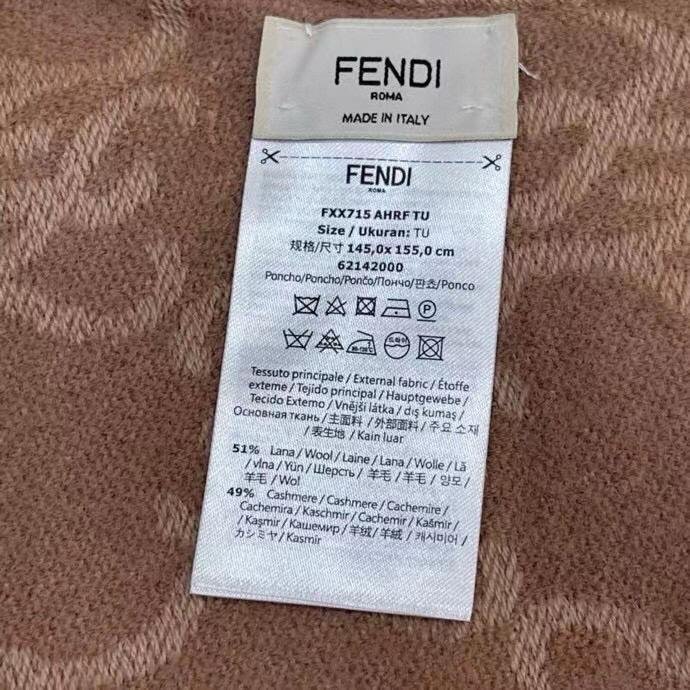 FENDI
ROMA
MADE IN ITALY
FENDI
ROMA
FXX715 AHRF TU
Size / Ukuran: TU
规格/尺寸 145,0x 155,0 cm
62142000
Poncho/Poncho/Pončo/Пончо/판쵸/Ponco
Tessuto principale / External fabric / Étoffe
externe / Tejido principal / Hauptgewebe /
Tecido Externo / Vnější látka / dış kumaş /
Основная ткань / 主面料 / 外部面料 / 주요 소재
/ 表生地 / Kain luar
51% Lana / Wool / Laine / Lana / Wolle / Lã
/ vlna / Yün / Шерсть / 羊毛 / 羊毛 / 양모 /
羊毛 / Wol
49% Cashmere / Cashmere / Cachemire /
Cachemira / Kaschmir / Cachemir / Kašmír /
/ Kaşmir / Кашемир / 羊绒/ 羊絨 / 캐시미어 /
カシミヤ / Kasmir